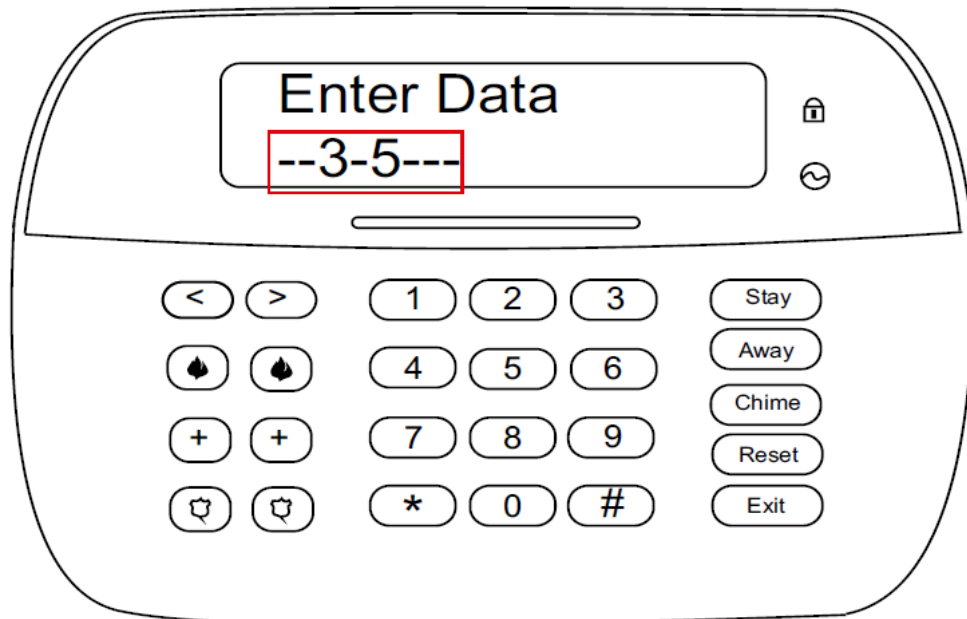 Enter Data
--3-5---
< > 1 2 3 Stay
4 5 6 Away
+ + 7 8 9 Chime
Reset
* 0 # Exit